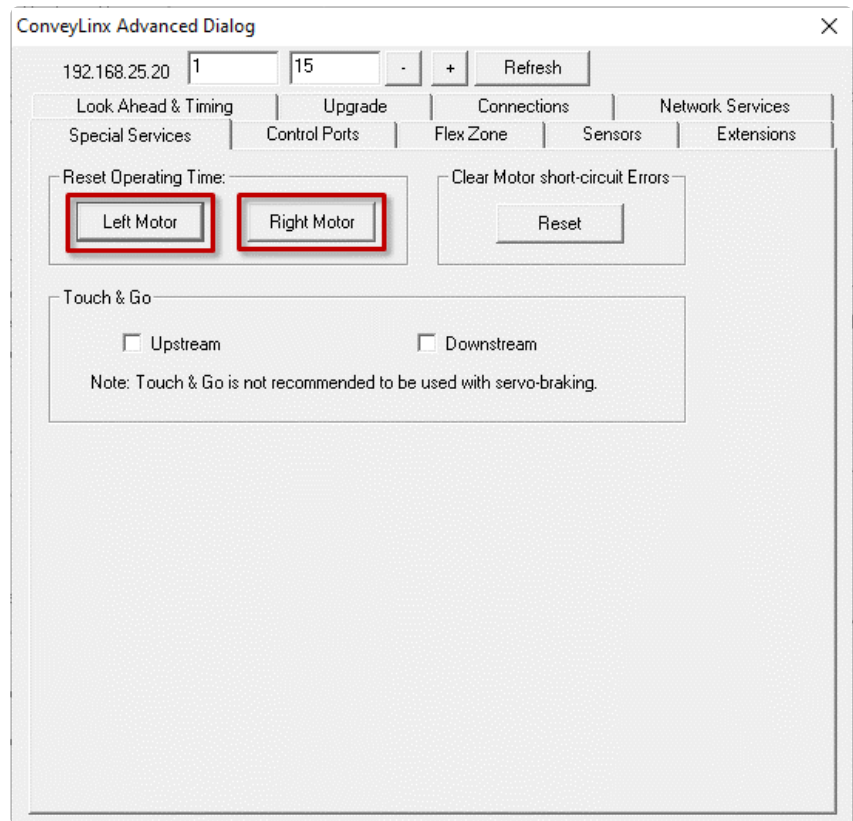 ConveyLinx Advanced Dialog
192.168.25.20 1 15 - + Refresh
Look Ahead & Timing Upgrade Connections Network Services
Special Services Control Ports Flex Zone Sensors Extensions
Reset Operating Time: Clear Motor short-circuit Errors
Left Motor Right Motor Reset
Touch & Go
Upstream Downstream
Note: Touch & Go is not recommended to be used with servo-braking.